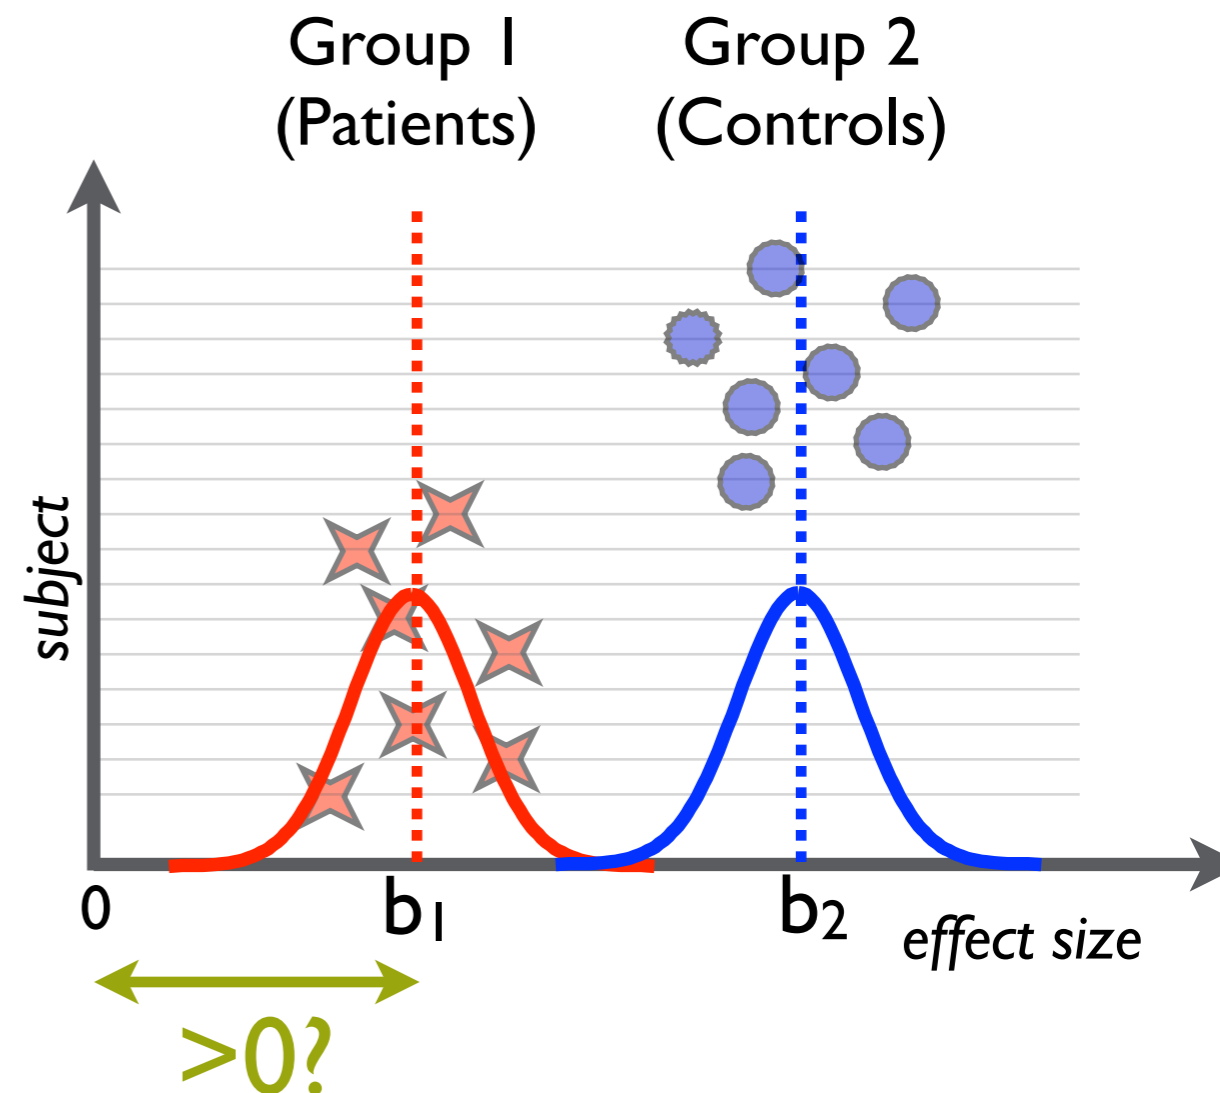 Group 1
(Patients)
Group 2
(Controls)
subject
0
b1
b2
effect size
>0?